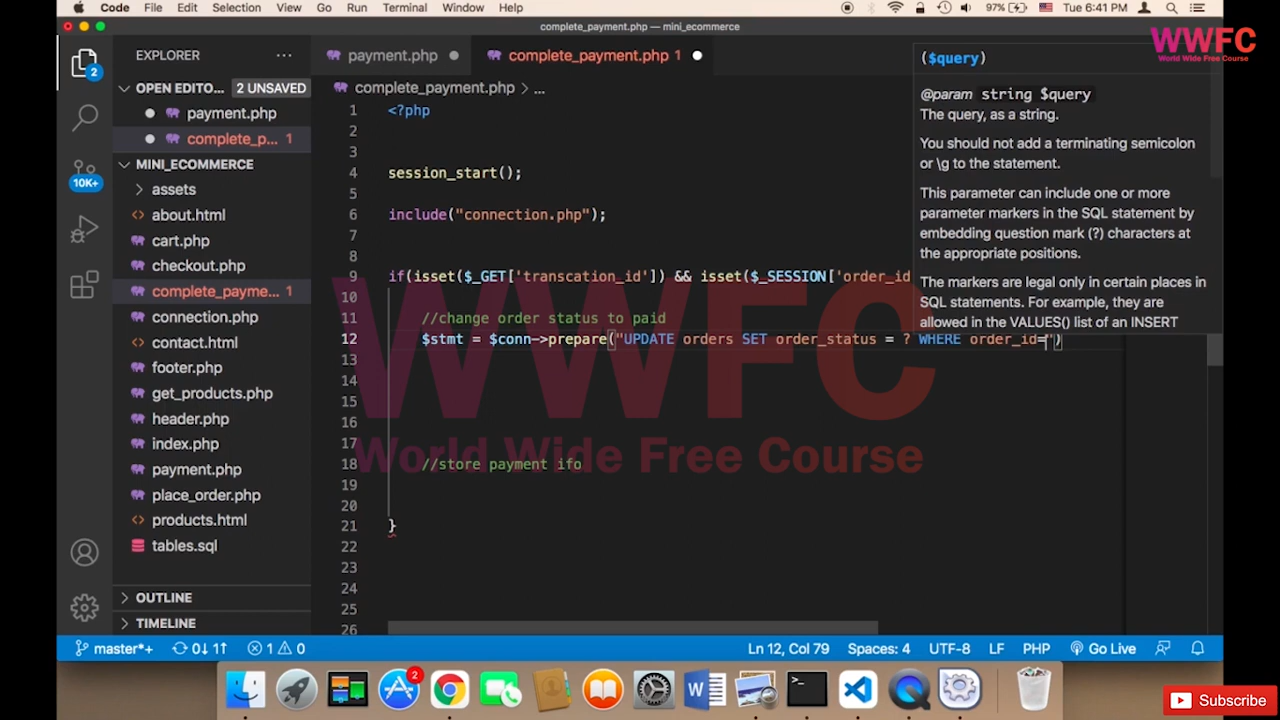 Code File Edit Selection View Go Run Terminal Window Help 97% Tue 6:41 PM
complete_payment.php — mini_ecommerce
WWFC
World Wide Free Course
EXPLORER ···
payment.php
complete_payment.php 1
OPEN EDITO... 2 UNSAVED
payment.php
complete_p... 1
MINI_ECOMMERCE
assets
about.html
cart.php
checkout.php
complete_payme... 1
connection.php
contact.html
footer.php
get_products.php
header.php
index.php
payment.php
place_order.php
products.html
tables.sql
OUTLINE
TIMELINE
2
10K+
complete_payment.php > ...
1 <?php
2
3
4 session_start();
5
6 include("connection.php");
7
8
9 if(isset($_GET['transcation_id']) && isset($_SESSION['order_id
10
11 //change order status to paid
12 $stmt = $conn->prepare("UPDATE orders SET order_status = ? WHERE order_id=")
13
14
15
16
17
18 //store payment ifo
19
20
21 }
22
23
24
25
26
($query)
@param string $query
The query, as a string.
You should not add a terminating semicolon
or \g to the statement.
This parameter can include one or more
parameter markers in the SQL statement by
embedding question mark (?) characters at
the appropriate positions.
The markers are legal only in certain places in
SQL statements. For example, they are
allowed in the VALUES() list of an INSERT
WWFC
World Wide Free Course
master*+ 0↓ 1↑ 1 0 Ln 12, Col 79 Spaces: 4 UTF-8 LF PHP Go Live
2
Subscribe